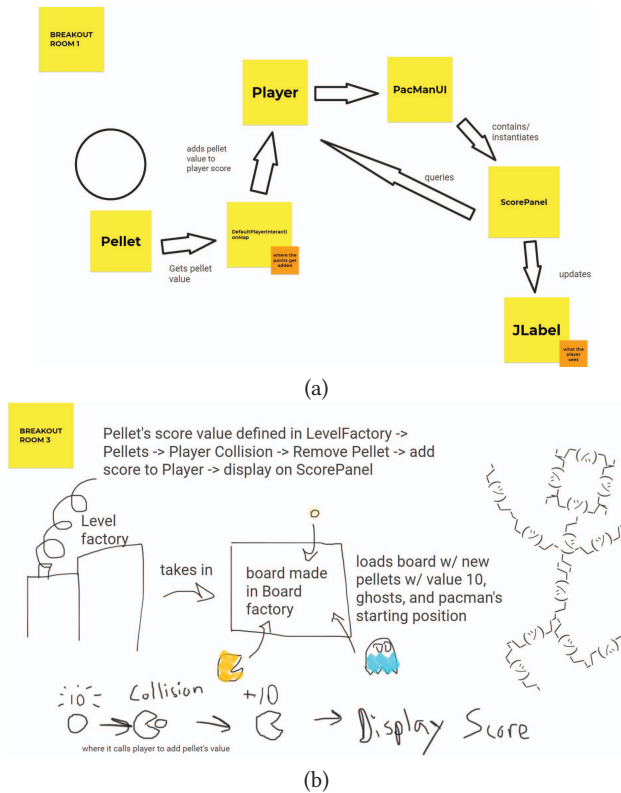 BREAKOUT
ROOM 1
Player
PacManUI
contains/
instantiates
adds pellet
value to
player score
queries
ScorePanel
Pellet
DefaultPlayerInteracti
onMap
where the
points get
added
Gets pellet
value
updates
JLabel
what the
player
sees
(a)
BREAKOUT
ROOM 3
Pellet's score value defined in LevelFactory ->
Pellets -> Player Collision -> Remove Pellet -> add
score to Player -> display on ScorePanel
Level
factory
takes in
board made
in Board
factory
loads board w/ new
pellets w/ value 10,
ghosts, and pacman's
starting position
10
Collision
+10
Display Score
where it calls player to add pellet's value
(b)